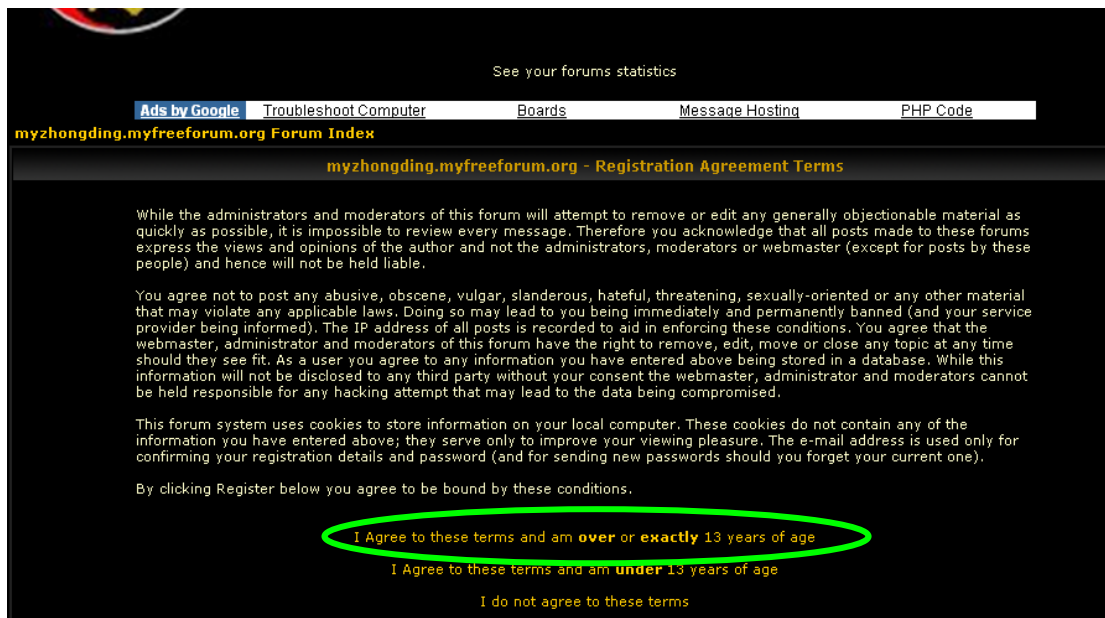 See your forums statistics
Ads by Google Troubleshoot Computer Boards Message Hosting PHP Code
myzhongding.myfreeforum.org Forum Index
myzhongding.myfreeforum.org - Registration Agreement Terms
While the administrators and moderators of this forum will attempt to remove or edit any generally objectionable material as
quickly as possible, it is impossible to review every message. Therefore you acknowledge that all posts made to these forums
express the views and opinions of the author and not the administrators, moderators or webmaster (except for posts by these
people) and hence will not be held liable.
You agree not to post any abusive, obscene, vulgar, slanderous, hateful, threatening, sexually-oriented or any other material
that may violate any applicable laws. Doing so may lead to you being immediately and permanently banned (and your service
provider being informed). The IP address of all posts is recorded to aid in enforcing these conditions. You agree that the
webmaster, administrator and moderators of this forum have the right to remove, edit, move or close any topic at any time
should they see fit. As a user you agree to any information you have entered above being stored in a database. While this
information will not be disclosed to any third party without your consent the webmaster, administrator and moderators cannot
be held responsible for any hacking attempt that may lead to the data being compromised.
This forum system uses cookies to store information on your local computer. These cookies do not contain any of the
information you have entered above; they serve only to improve your viewing pleasure. The e-mail address is used only for
confirming your registration details and password (and for sending new passwords should you forget your current one).
By clicking Register below you agree to be bound by these conditions.
I Agree to these terms and am over or exactly 13 years of age
I Agree to these terms and am under 13 years of age
I do not agree to these terms